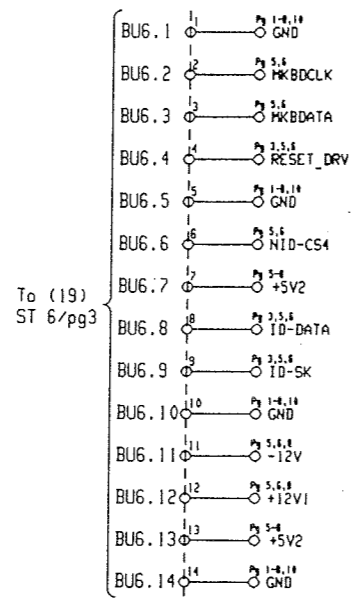 BU6.1 1 Pg 1-8,10 GND
BU6.2 2 Pg 5,6 MKBDCLK
BU6.3 3 Pg 5,6 MKBDATA
BU6.4 4 Pg 3,5,6 RESET_DRV
BU6.5 5 Pg 1-8,10 GND
BU6.6 6 Pg 5,6 NID-CS4
BU6.7 7 Pg 5-8 +5V2
To (19)
ST 6/pg3
BU6.8 8 Pg 3,5,6 ID-DATA
BU6.9 9 Pg 3,5,6 ID-SK
BU6.10 10 Pg 1-8,10 GND
BU6.11 11 Pg 5,6,8 -12V
BU6.12 12 Pg 5,6,8 +12V1
BU6.13 13 Pg 5-8 +5V2
BU6.14 14 Pg 1-8,10 GND